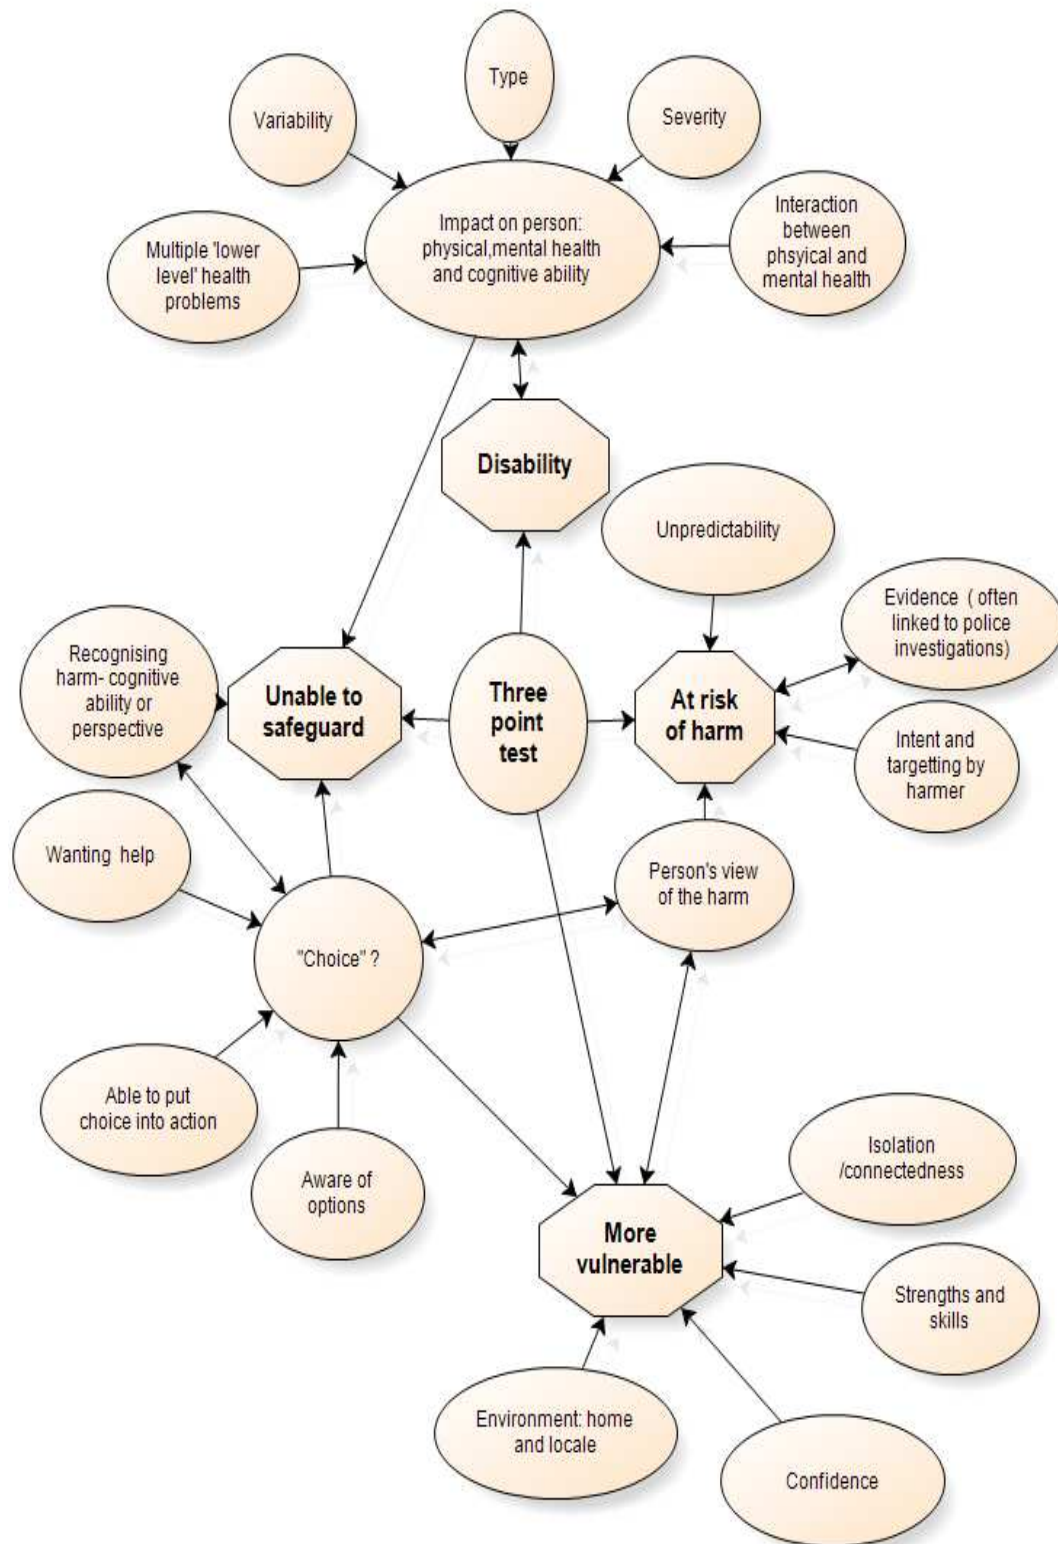 Type
Variability
Severity
Impact on person:
physical,mental health
and cognitive ability
Interaction
between
phsyical and
mental health
Multiple 'lower
level' health
problems
Disability
Unpredictability
Evidence ( often
linked to police
investigations)
Recognising
harm- cognitive
ability or
perspective
Unable to
safeguard
Three
point
test
At risk
of harm
Intent and
targetting by
harmer
Wanting help
Person's view
of the harm
"Choice" ?
Able to put
choice into action
Aware of
options
Isolation
/connectedness
More
vulnerable
Strengths and
skills
Environment: home
and locale
Confidence